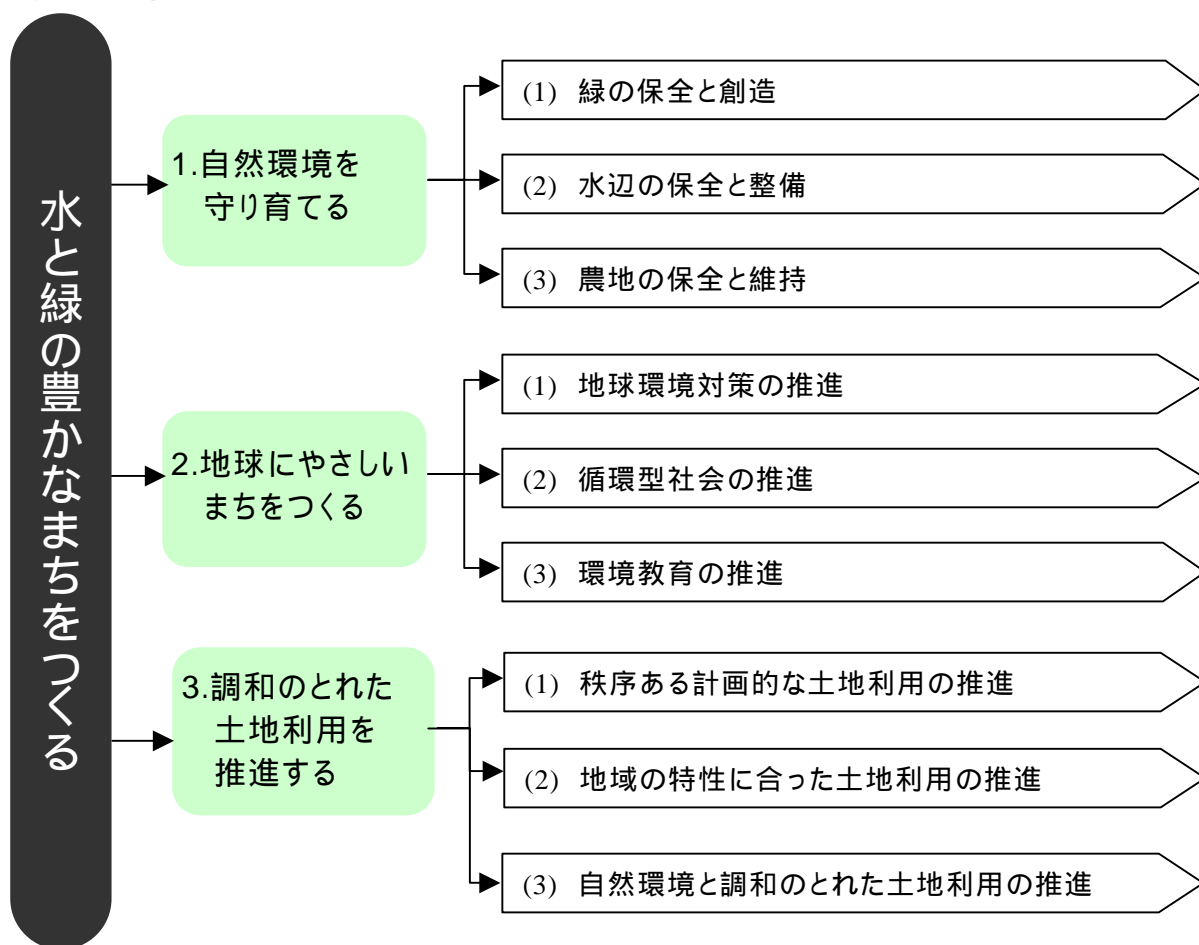 水と緑の豊かなまちをつくる
1.自然環境を
守り育てる
(1) 緑の保全と創造
(2) 水辺の保全と整備
(3) 農地の保全と維持
2.地球にやさしい
まちをつくる
(1) 地球環境対策の推進
(2) 循環型社会の推進
(3) 環境教育の推進
3.調和のとれた
土地利用を
推進する
(1) 秩序ある計画的な土地利用の推進
(2) 地域の特性に合った土地利用の推進
(3) 自然環境と調和のとれた土地利用の推進